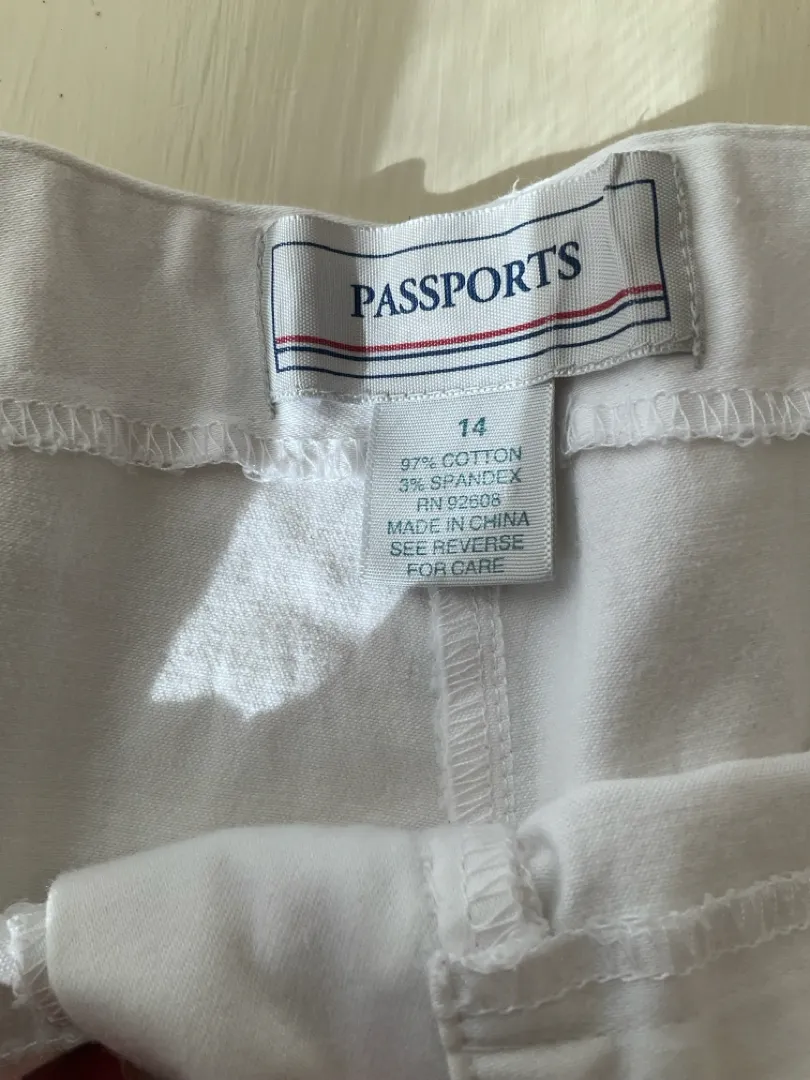 PASSPORTS
14
97% COTTON
3% SPANDEX
RN 92608
MADE IN CHINA
SEE REVERSE
FOR CARE